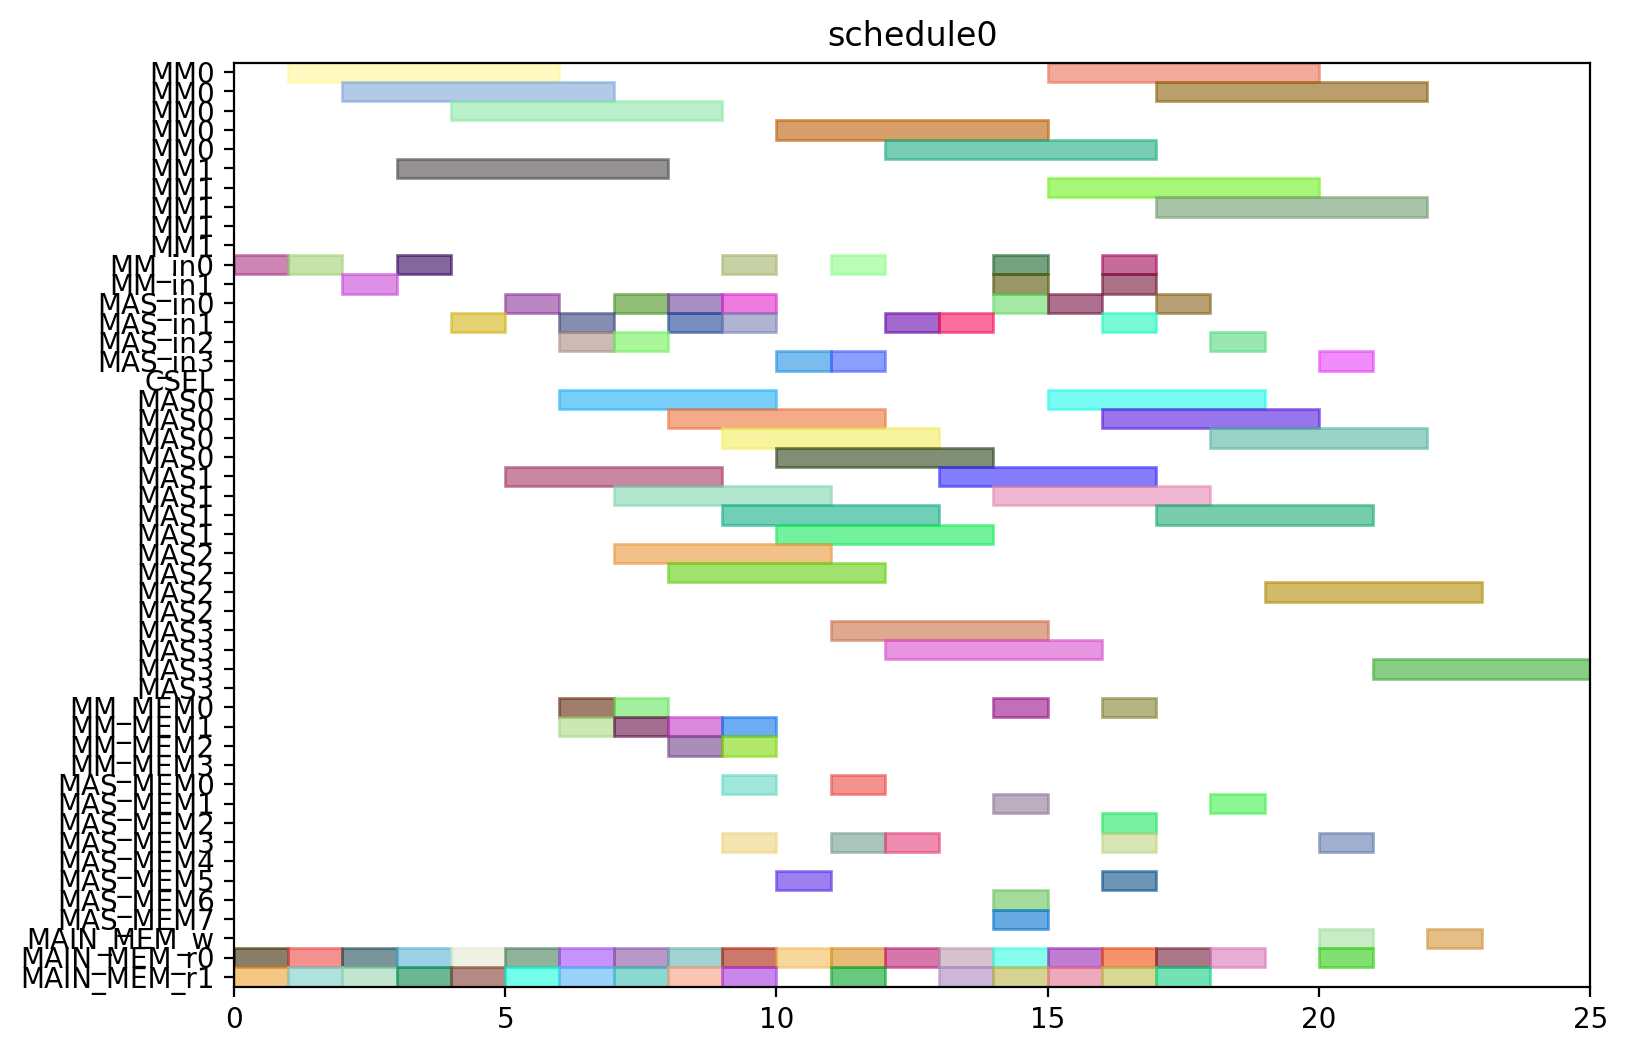 schedule0
MM0
MM0
MM0
MM0
MM0
MM1
MM1
MM1
MM1
MM1
MM_in0
MM_in1
MAS_in0
MAS_in1
MAS_in2
MAS_in3
CSEL
MAS0
MAS0
MAS0
MAS0
MAS1
MAS1
MAS1
MAS1
MAS2
MAS2
MAS2
MAS2
MAS3
MAS3
MAS3
MAS3
MM_MEM0
MM_MEM1
MM_MEM2
MM_MEM3
MAS_MEM0
MAS_MEM1
MAS_MEM2
MAS_MEM3
MAS_MEM4
MAS_MEM5
MAS_MEM6
MAS_MEM7
MAIN_MEM_w
MAIN_MEM_r0
MAIN_MEM_r1
0 5 10 15 20 25